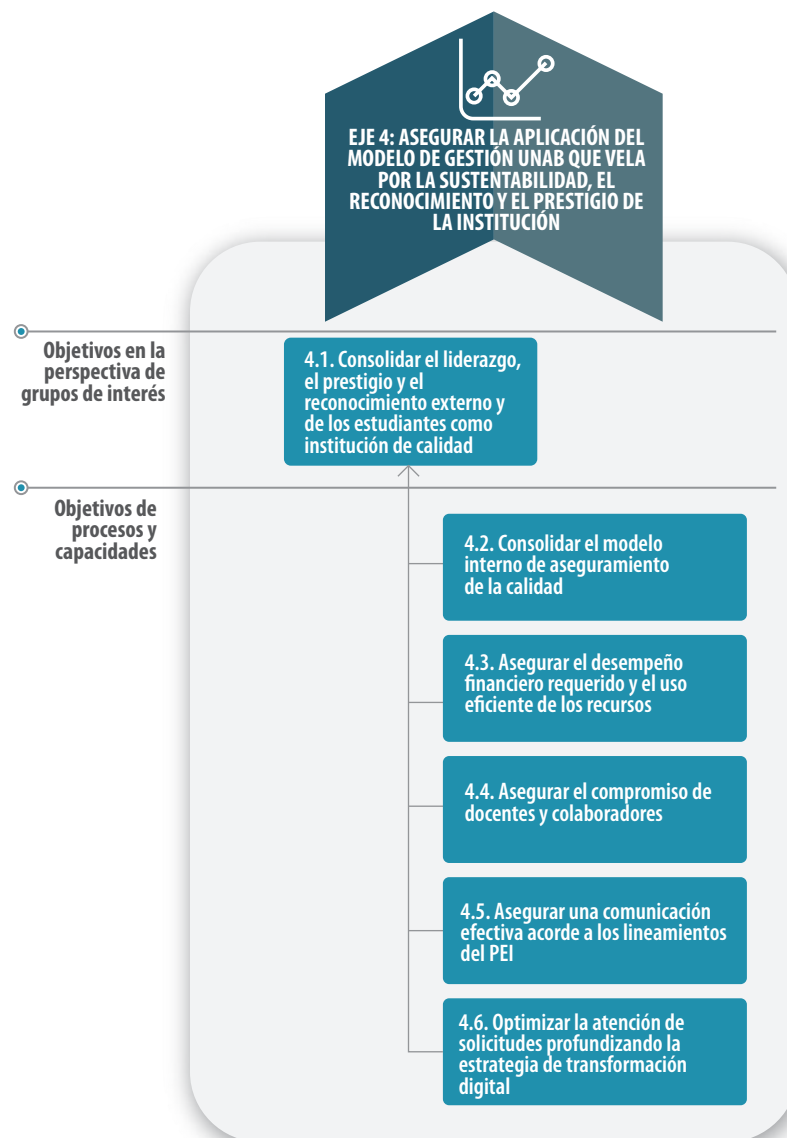 EJE 4: ASEGURAR LA APLICACIÓN DEL
MODELO DE GESTIÓN UNAB QUE VELA
POR LA SUSTENTABILIDAD, EL
RECONOCIMIENTO Y EL PRESTIGIO DE
LA INSTITUCIÓN
Objetivos en la
perspectiva de
grupos de interés
4.1. Consolidar el liderazgo,
el prestigio y el
reconocimiento externo y
de los estudiantes como
institución de calidad
Objetivos de
procesos y
capacidades
4.2. Consolidar el modelo
interno de aseguramiento
de la calidad
4.3. Asegurar el desempeño
financiero requerido y el uso
eficiente de los recursos
4.4. Asegurar el compromiso de
docentes y colaboradores
4.5. Asegurar una comunicación
efectiva acorde a los lineamientos
del PEI
4.6. Optimizar la atención de
solicitudes profundizando la
estrategia de transformación
digital